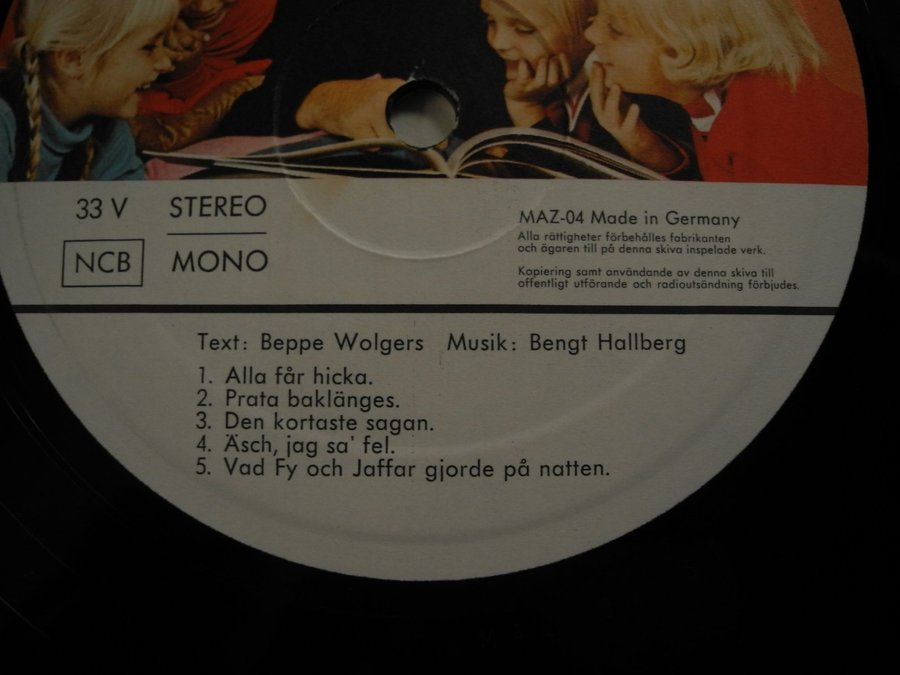 33 V STEREO
NCB MONO
MAZ-04 Made in Germany
Alla rättigheter förbehålles fabrikanten
och ägaren till på denna skiva inspelade verk.
Kopiering samt användande av denna skiva till
offentligt utförande och radioutsändning förbjudes.
Text: Beppe Wolgers Musik: Bengt Hallberg
1. Alla får hicka.
2. Prata baklänges.
3. Den kortaste sagan.
4. Äsch, jag sa' fel.
5. Vad Fy och Jaffar gjorde på natten.